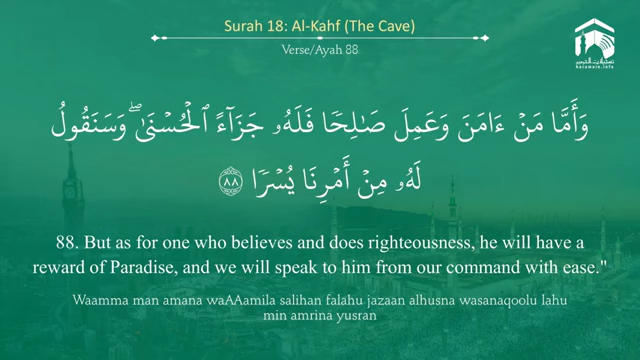 Surah 18: Al-Kahf (The Cave)
Verse/Ayah 88
haramain.info
وَأَمَّا مَنْ ءَامَنَ وَعَمِلَ صَـٰلِحًا فَلَهُۥ جَزَآءً ٱلْحُسْنَىٰ ۖ وَسَنَقُولُ
لَهُۥ مِنْ أَمْرِنَا يُسْرًا ٨٨
88. But as for one who believes and does righteousness, he will have a
reward of Paradise, and we will speak to him from our command with ease."
Waamma man amana waAAamila salihan falahu jazaan alhusna wasanaqoolu lahu
min amrina yusran